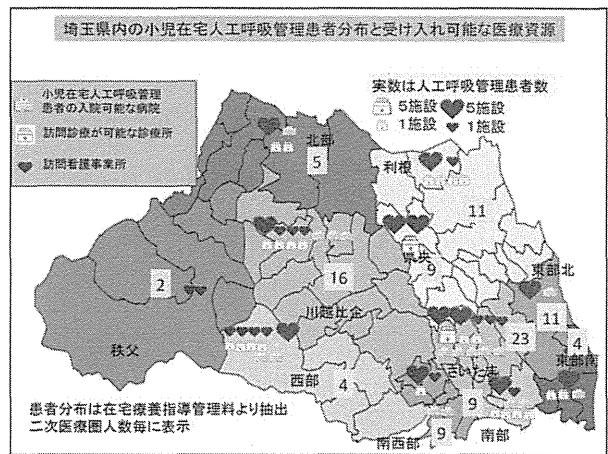 埼玉県内の小児在宅人工呼吸管理患者分布と受け入れ可能な医療資源
小児在宅人工呼吸管理
患者の入院可能な病院
訪問診療が可能な診療所
訪問看護事業所
実数は人工呼吸管理患者数
5施設
5施設
1施設
1施設
北部
5
利根
11
県央
9
16
川越比企
2
秩父
西部
4
東部北
11
23
さいたま
4
東部南
9
南部
9
南西部
患者分布は在宅療養指導管理料より抽出
二次医療圏人数毎に表示